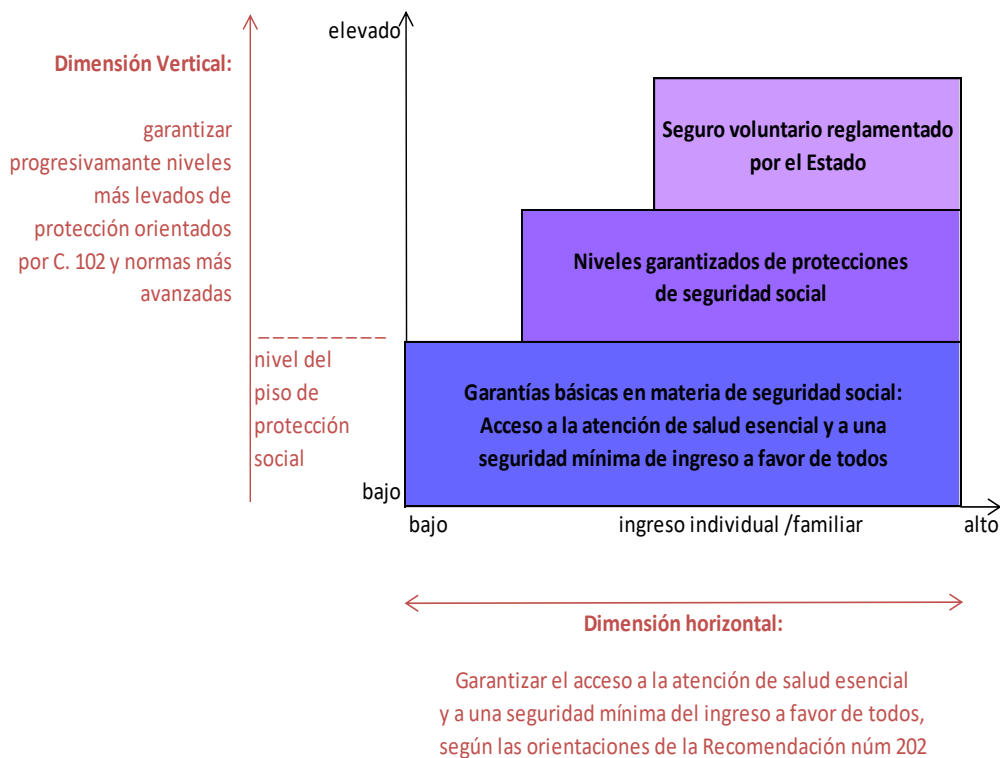 elevado
Dimensión Vertical:
garantizar
progresivamante niveles
más levados de
protección orientados
por C. 102 y normas más
avanzadas
nivel del
piso de
protección
social
Seguro voluntario reglamentado
por el Estado
Niveles garantizados de protecciones
de seguridad social
Garantías básicas en materia de seguridad social:
Acceso a la atención de salud esencial y a una
seguridad mínima de ingreso a favor de todos
bajo
bajo
ingreso individual /familiar
alto
Dimensión horizontal:
Garantizar el acceso a la atención de salud esencial
y a una seguridad mínima del ingreso a favor de todos,
según las orientaciones de la Recomendación núm 202